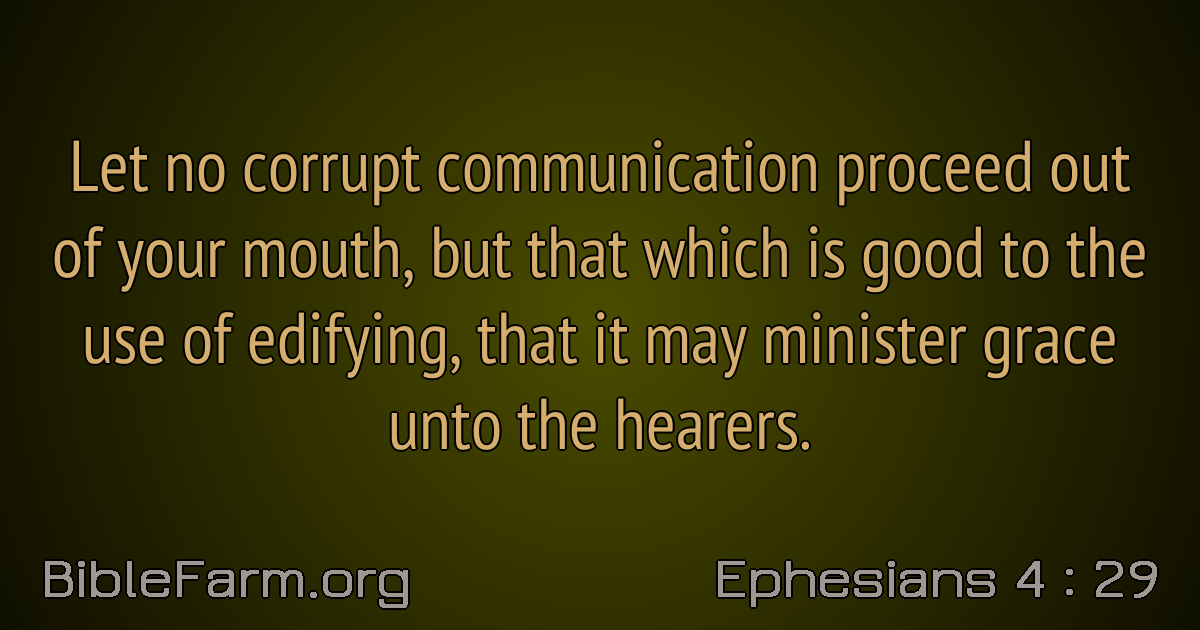 Let no corrupt communication proceed out
of your mouth, but that which is good to the
use of edifying, that it may minister grace
unto the hearers.
BibleFarm.org
Ephesians 4 : 29